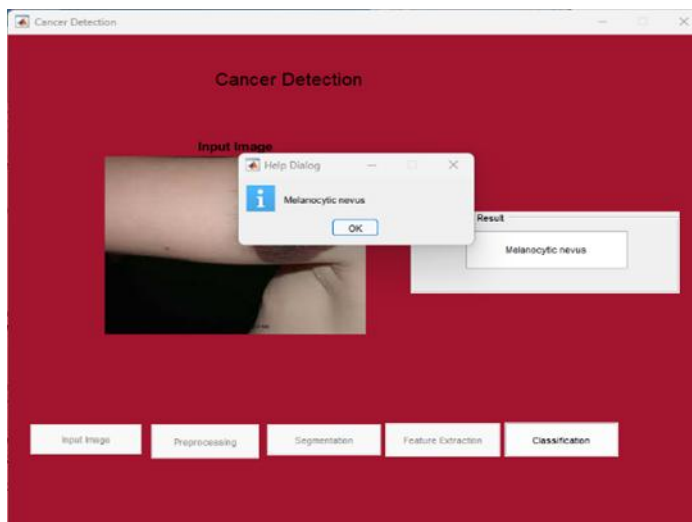 Cancer Detection
Cancer Detection
Input Image
Help Dialog
Melanocytic nevus
OK
Result
Melanocytic nevus
Input Image
Preprocessing
Segmentation
Feature Extraction
Classification